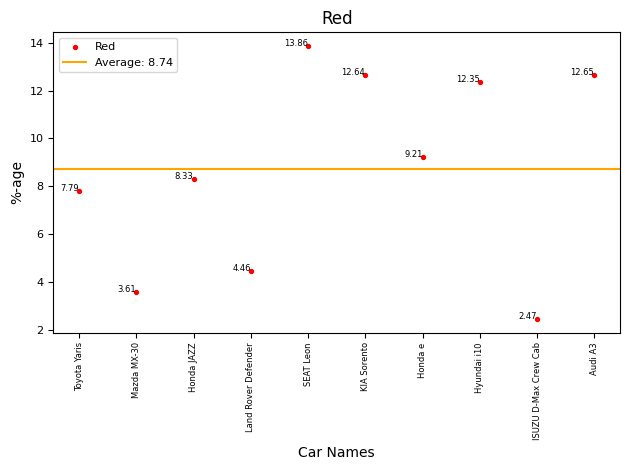 Red
Red
Average: 8.74
%-age
14
12
10
8
6
4
2
7.79
3.61
8.33
4.46
13.86
12.64
9.21
12.35
2.47
12.65
Toyota Yaris
Mazda MX-30
Honda JAZZ
Land Rover Defender
SEAT Leon
KIA Sorento
Honda e
Hyundai i10
ISUZU D-Max Crew Cab
Audi A3
Car Names